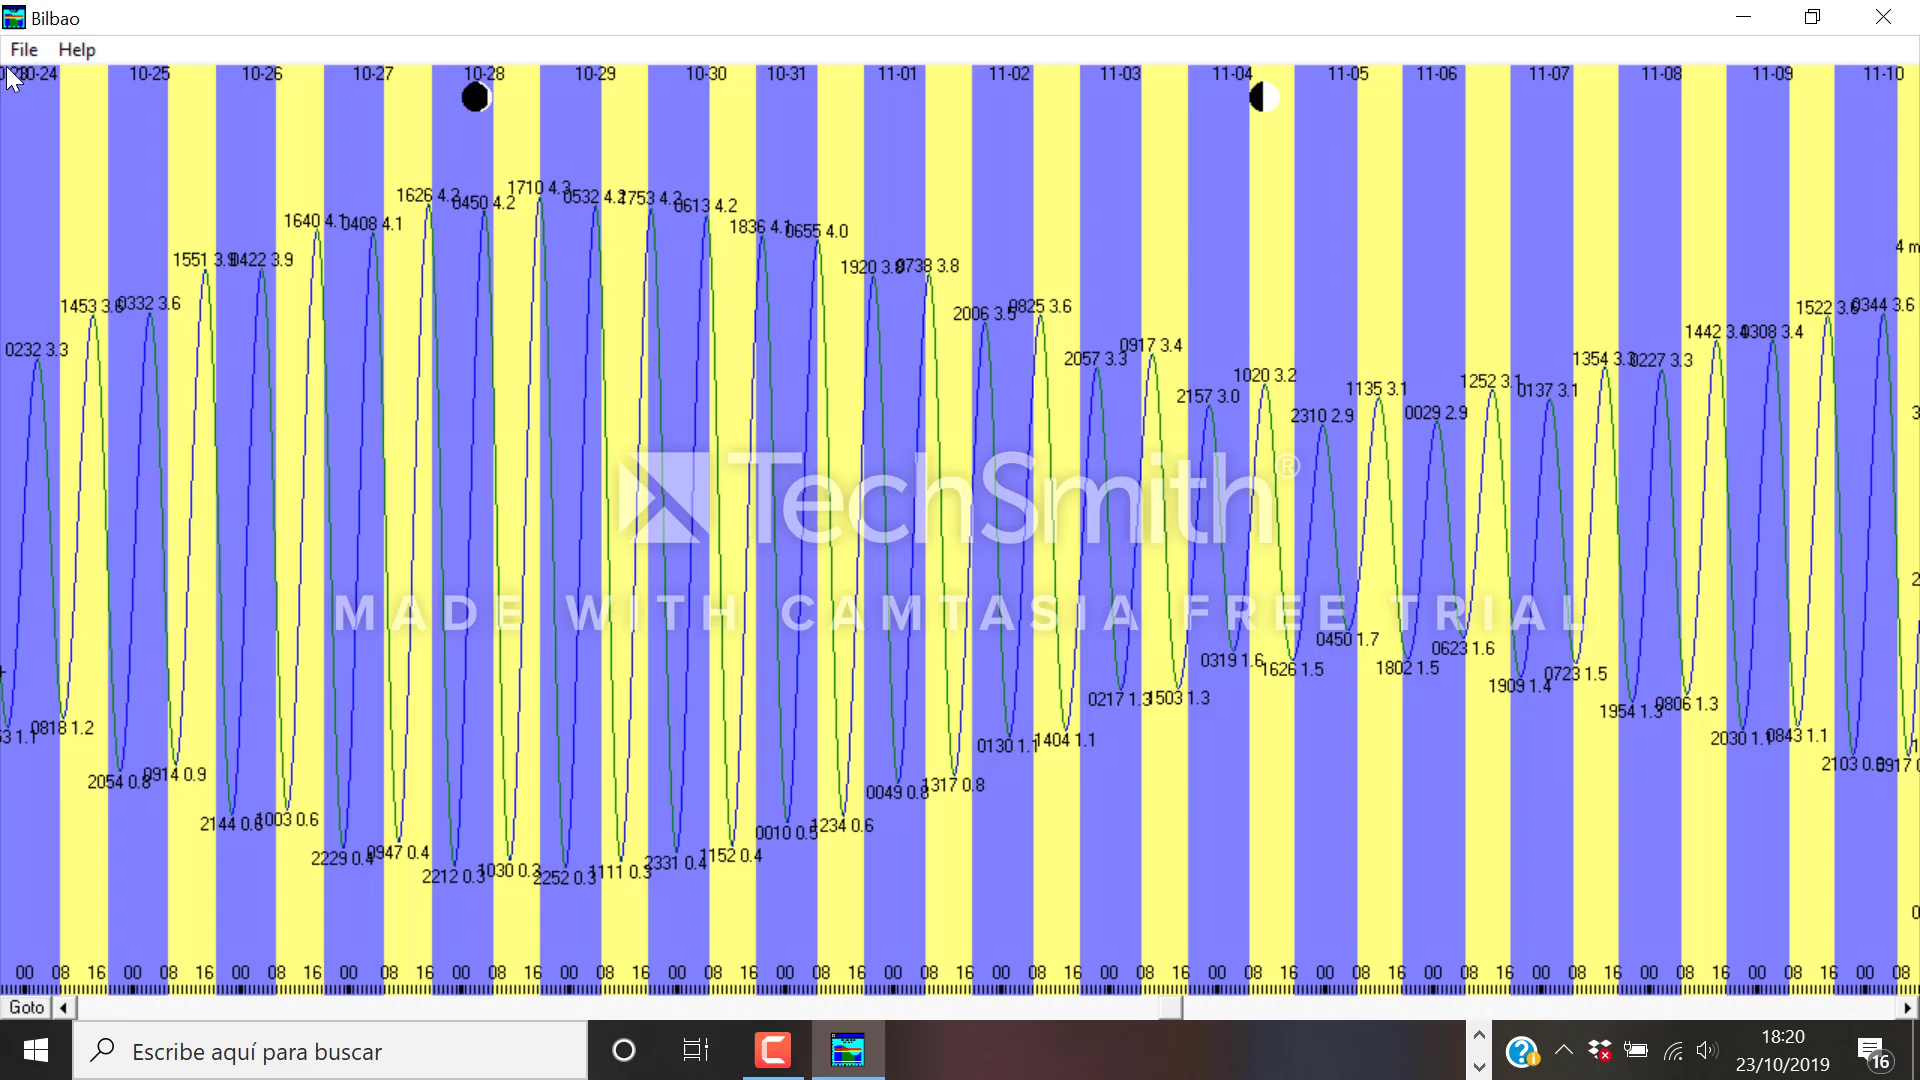 Bilbao
File Help
10-24 10-25 10-26 10-27 10-28 10-29 10-30 10-31 11-01 11-02 11-03 11-04 11-05 11-06 11-07 11-08 11-09 11-10
1710 4.3
1626 4.2 0450 4.2 0532 4.2 1753 4.2 0613 4.2
1640 4.1 0408 4.1 1836 4.1 0655 4.0
4 m
1551 3.9 0422 3.9 1920 3.8 0738 3.8
1453 3.6 0332 3.6 2006 3.5 0825 3.6 1522 3.6 0344 3.6
1442 3.4 0308 3.4
0232 3.3 2057 3.3 0917 3.4 1354 3.3 0227 3.3
2157 3.0 1020 3.2 1135 3.1 1252 3.1 0137 3.1
2310 2.9 0029 2.9
TechSmith®
MADE WITH CAMTASIA FREE TRIAL
0450 1.7 0623 1.6
0319 1.6 1626 1.5 1802 1.5 0723 1.5
0217 1.3 1503 1.3 1909 1.4 1954 1.3 0806 1.3
0818 1.2 0130 1.1 1404 1.1 2030 1.1 0843 1.1
2054 0.8 0914 0.9 0049 0.8 1317 0.8 2103 0.9 0917
2144 0.6 1003 0.6 0010 0.5 1234 0.6
2229 0.4 0947 0.4 2331 0.4 1152 0.4
2212 0.3 1030 0.3 2252 0.3 1111 0.3
00 08 16 00 08 16 00 08 16 00 08 16 00 08 16 00 08 16 00 08 16 00 08 16 00 08 16 00 08 16 00 08 16 00 08 16 00 08 16 00 08 16 00 08 16 00 08 16 00 08 16 00 08
Goto
Escribe aquí para buscar
18:20
23/10/2019
16